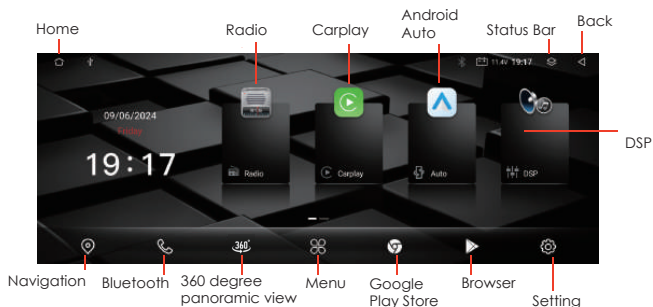 Home
Radio
Carplay
Android
Auto
Status Bar
Back
11.4V 19:17
09/06/2024
Friday
19:17
Radio
Carplay
Auto
DSP
DSP
360°
Navigation
Bluetooth
360 degree
panoramic view
Menu
Google
Play Store
Browser
Setting